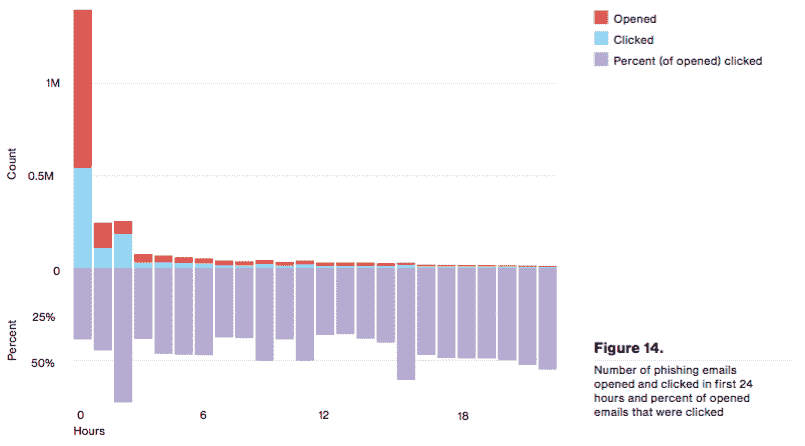 Opened
Clicked
Percent (of opened) clicked
1M
Count
0.5M
0
25%
Percent
50%
0
6
12
18
Hours
Figure 14.
Number of phishing emails
opened and clicked in first 24
hours and percent of opened
emails that were clicked